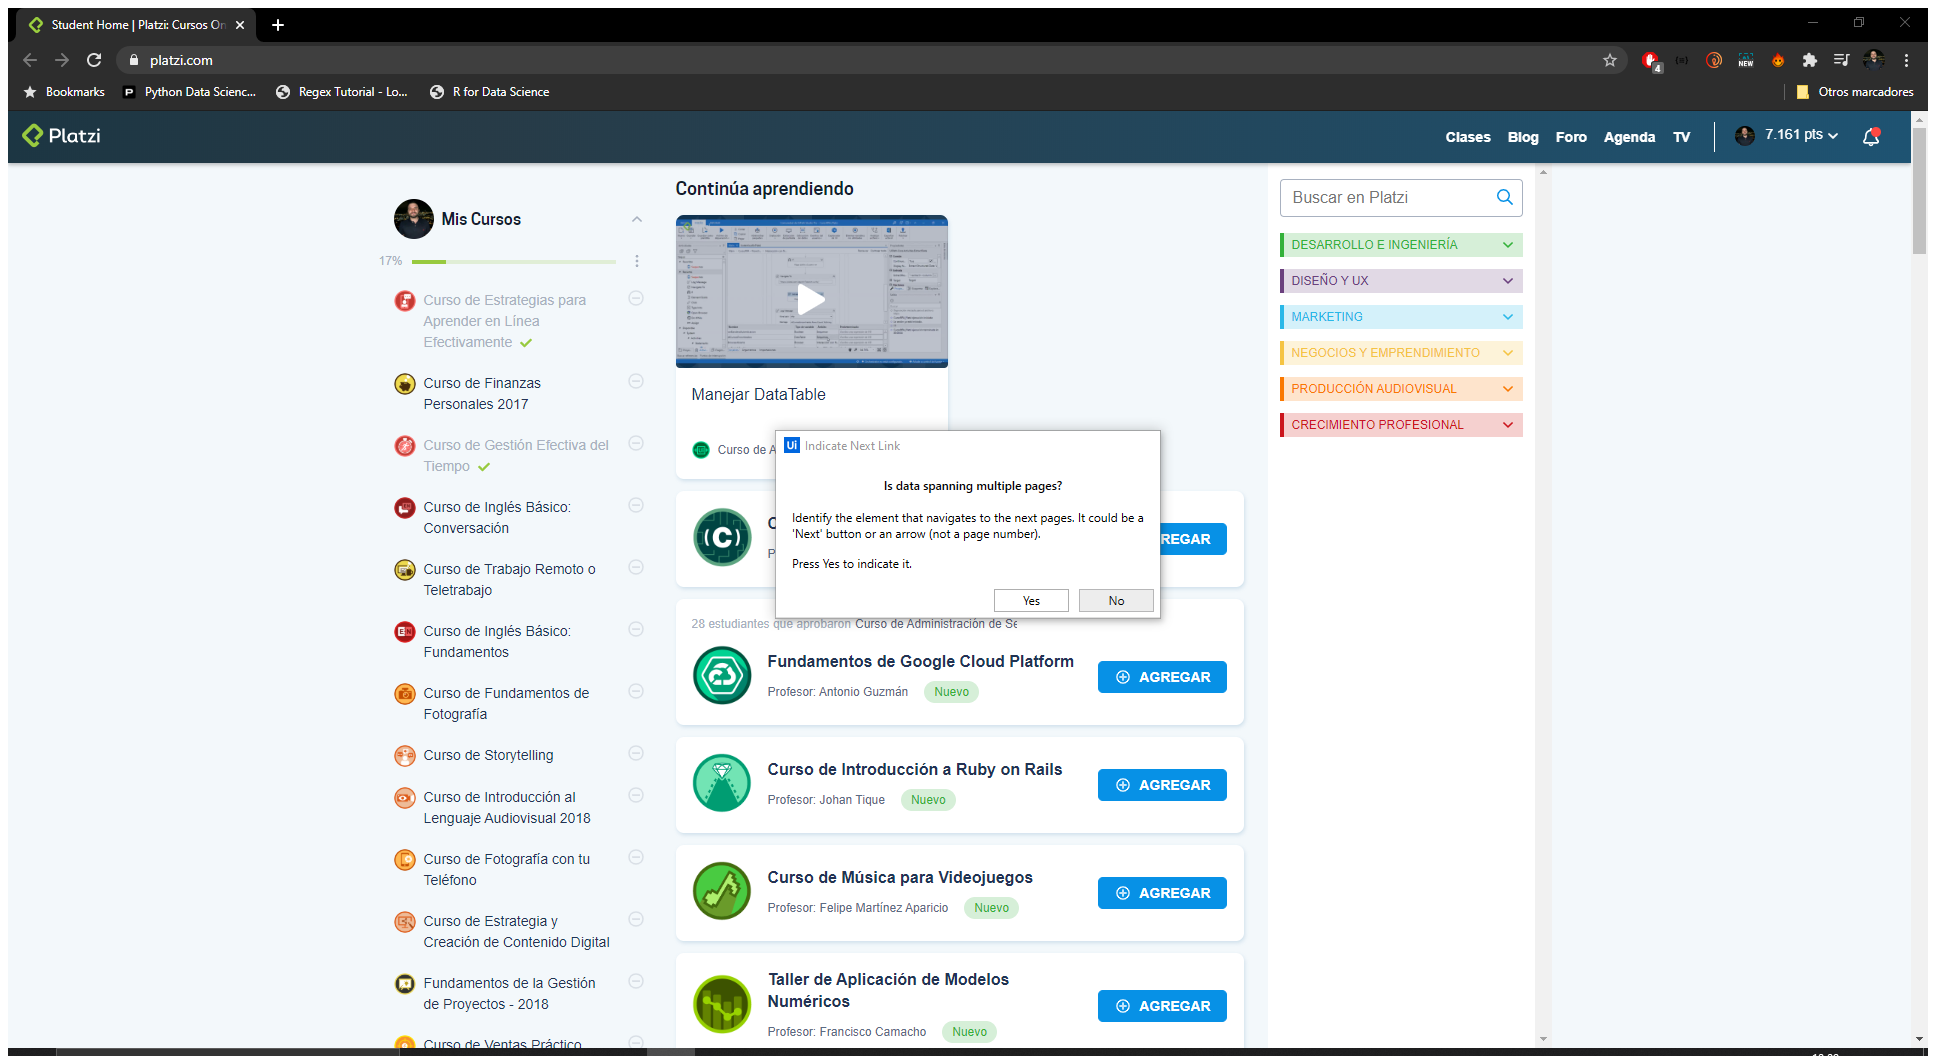 Student Home | Platzi: Cursos On
platzi.com
4
NEW
Bookmarks
Python Data Scienc...
Regex Tutorial - Lo...
R for Data Science
Otros marcadores
Platzi
Clases
Blog
Foro
Agenda
TV
7.161 pts
Mis Cursos
17%
Curso de Estrategias para
Aprender en Línea
Efectivamente
Curso de Finanzas
Personales 2017
Curso de Gestión Efectiva del
Tiempo
Curso de Inglés Básico:
Conversación
Curso de Trabajo Remoto o
Teletrabajo
EN
Curso de Inglés Básico:
Fundamentos
Curso de Fundamentos de
Fotografía
Curso de Storytelling
Curso de Introducción al
Lenguaje Audiovisual 2018
Curso de Fotografía con tu
Teléfono
Curso de Estrategia y
Creación de Contenido Digital
Fundamentos de la Gestión
de Proyectos - 2018
Curso de Ventas Práctico
Continúa aprendiendo
Manejar DataTable
Curso de A
Ui Indicate Next Link
Is data spanning multiple pages?
Identify the element that navigates to the next pages. It could be a
'Next' button or an arrow (not a page number).
Press Yes to indicate it.
Yes
No
(C)
C
P
REGAR
28 estudiantes que aprobaron Curso de Administración de Se
Fundamentos de Google Cloud Platform
Profesor: Antonio Guzmán
Nuevo
AGREGAR
Curso de Introducción a Ruby on Rails
Profesor: Johan Tique
Nuevo
AGREGAR
Curso de Música para Videojuegos
Profesor: Felipe Martínez Aparicio
Nuevo
AGREGAR
Taller de Aplicación de Modelos
Numéricos
Profesor: Francisco Camacho
Nuevo
AGREGAR
Buscar en Platzi
DESARROLLO E INGENIERÍA
DISEÑO Y UX
MARKETING
NEGOCIOS Y EMPRENDIMIENTO
PRODUCCIÓN AUDIOVISUAL
CRECIMIENTO PROFESIONAL